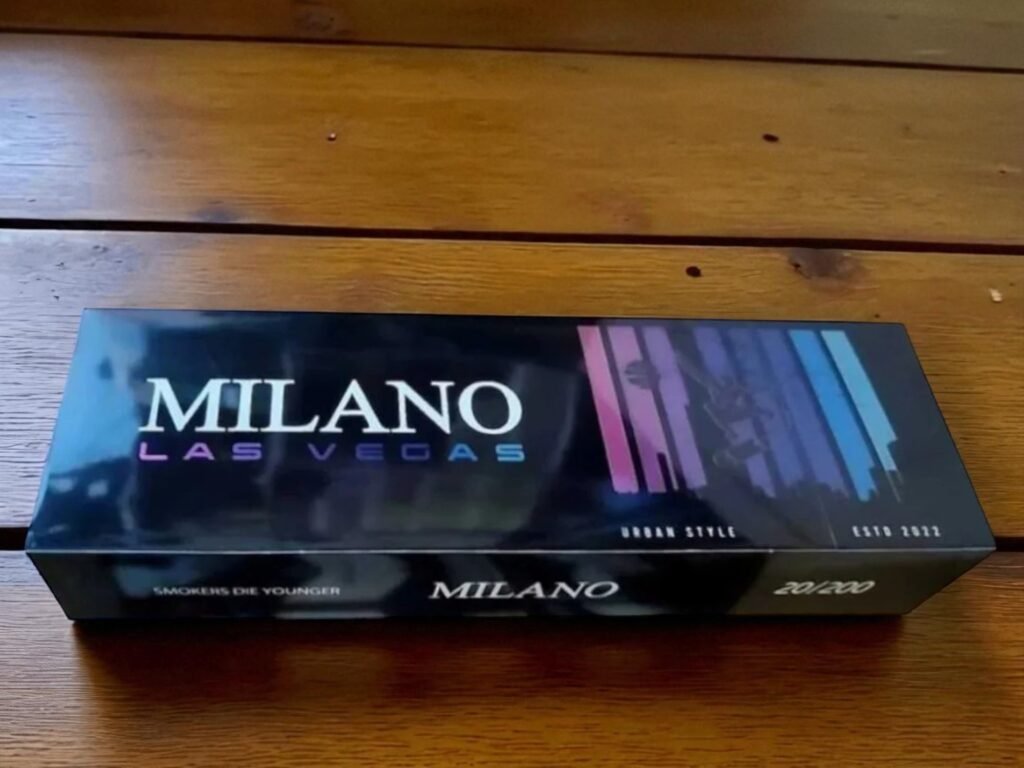 MILANO
LAS VEGAS
URBAN STYLE
ESTD 2022
SMOKERS DIE YOUNGER
MILANO
20/200